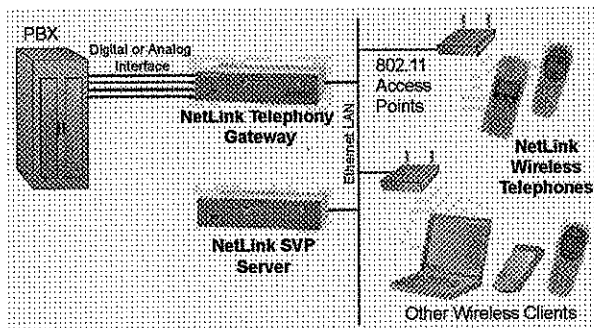 PBX
Digital or Analog
Interface
NetLink Telephony
Gateway
Ethernet LAN
802.11
Access
Points
NetLink
Wireless
Telephones
NetLink SVP
Server
Other Wireless Clients